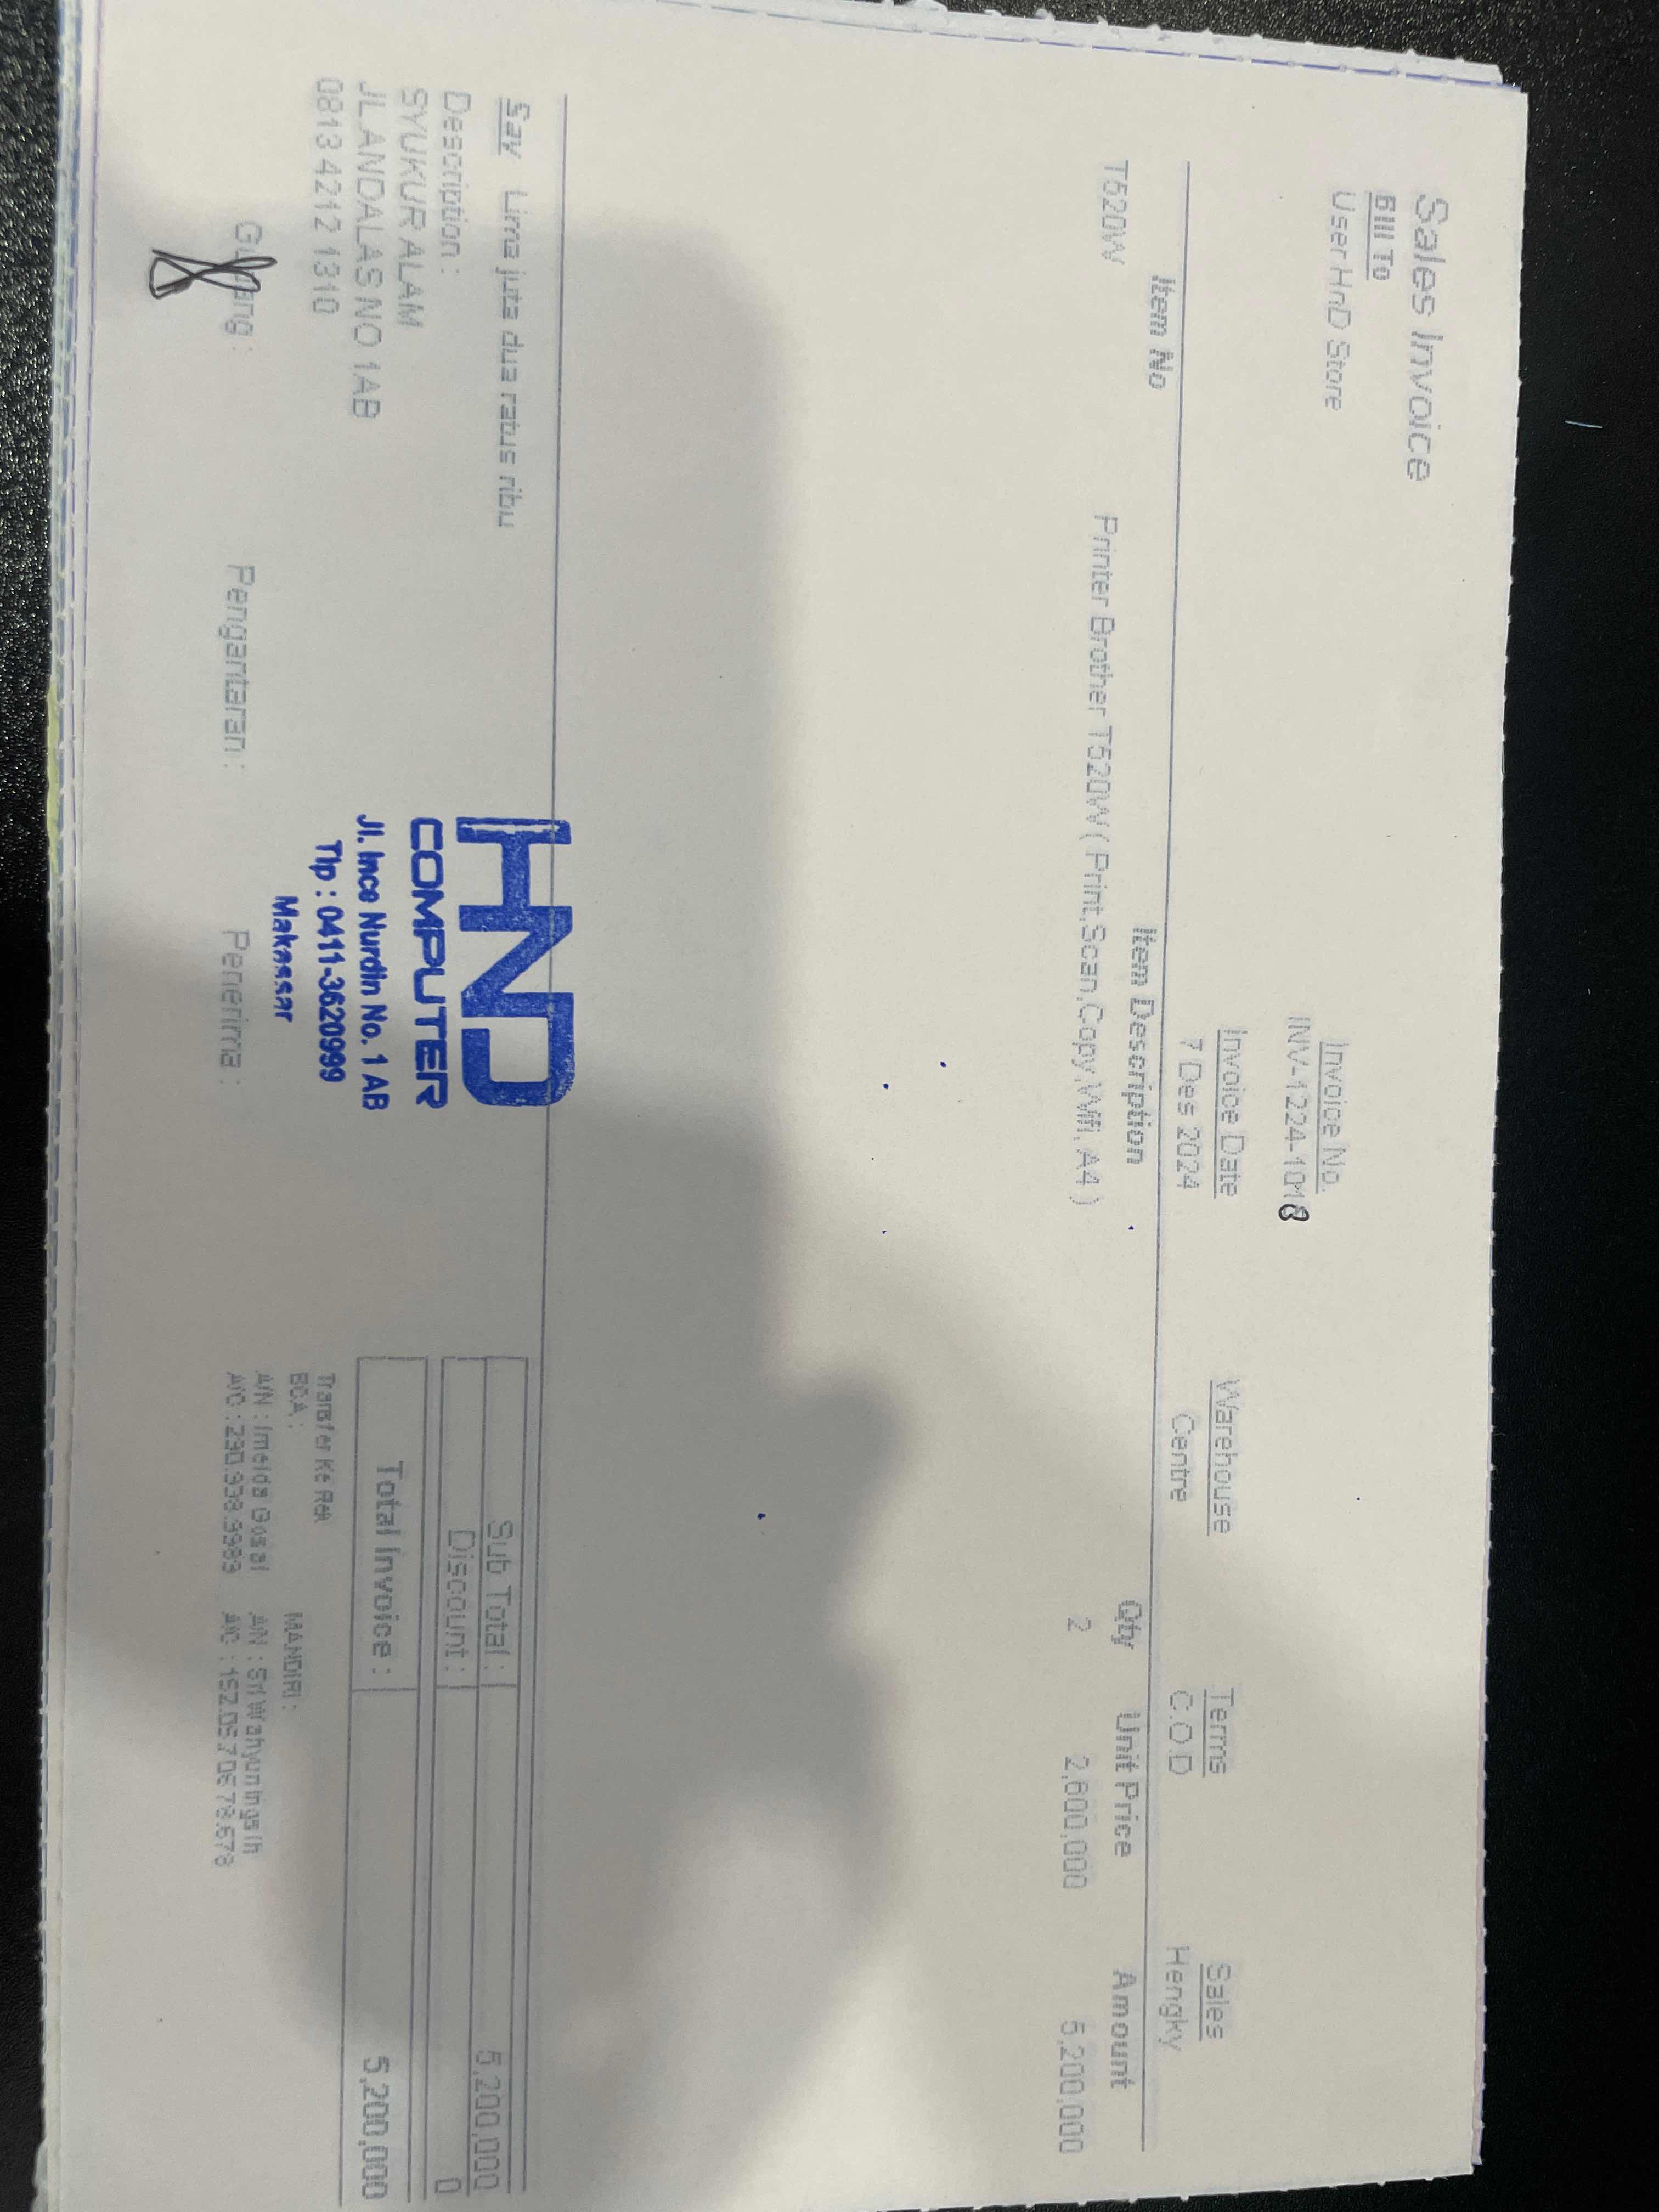 Sales Invoice
Bill To
User HnD Store
Invoice No.
INV-1224-1018
Invoice Date Warehouse Terms Sales
7 Des 2024 Centre C.O.D Hengky
Item No Item Description Qty Unit Price Amount
T520W Printer Brother T520W ( Print,Scan,Copy,Wifi, A4 ) 2 2,600,000 5,200,000
Say Lima juta dua ratus ribu
Sub Total : 5,200,000
Discount : 0
Total Invoice : 5,200,000
Description :
SYUKUR ALAM
JL ANDALAS NO 1AB
0813 4212 1310
HND
COMPUTER
Jl. Ince Nurdin No. 1 AB
Tlp : 0411-3620999
Makassar
Gudang : Pengantaran : Penerima :
Transfer Ke Rek
BCA : MANDIRI :
A/N : Imelda Gosal A/N : Sri Wahyuningsih
A/C : 290.938.9989 A/C : 152.05.7.06.78.678